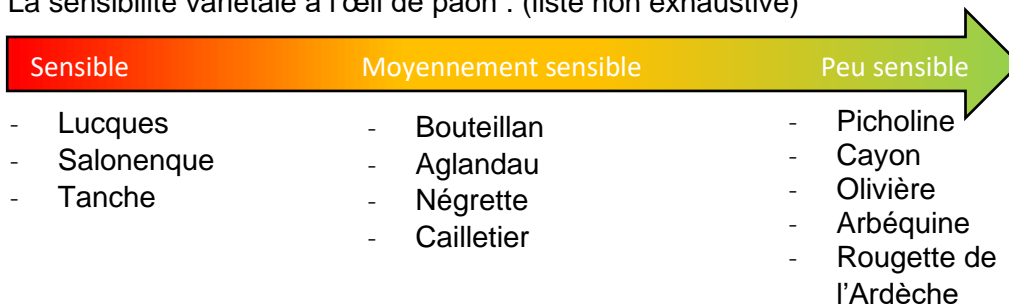 La sensibilité variétale à l'œil de paon : (liste non exhaustive)
Sensible
Moyennement sensible
Peu sensible
- Lucques
- Salonenque
- Tanche
- Bouteillan
- Aglandau
- Négrette
- Cailletier
- Picholine
- Cayon
- Olivière
- Arbéquine
- Rougette de
l'Ardèche